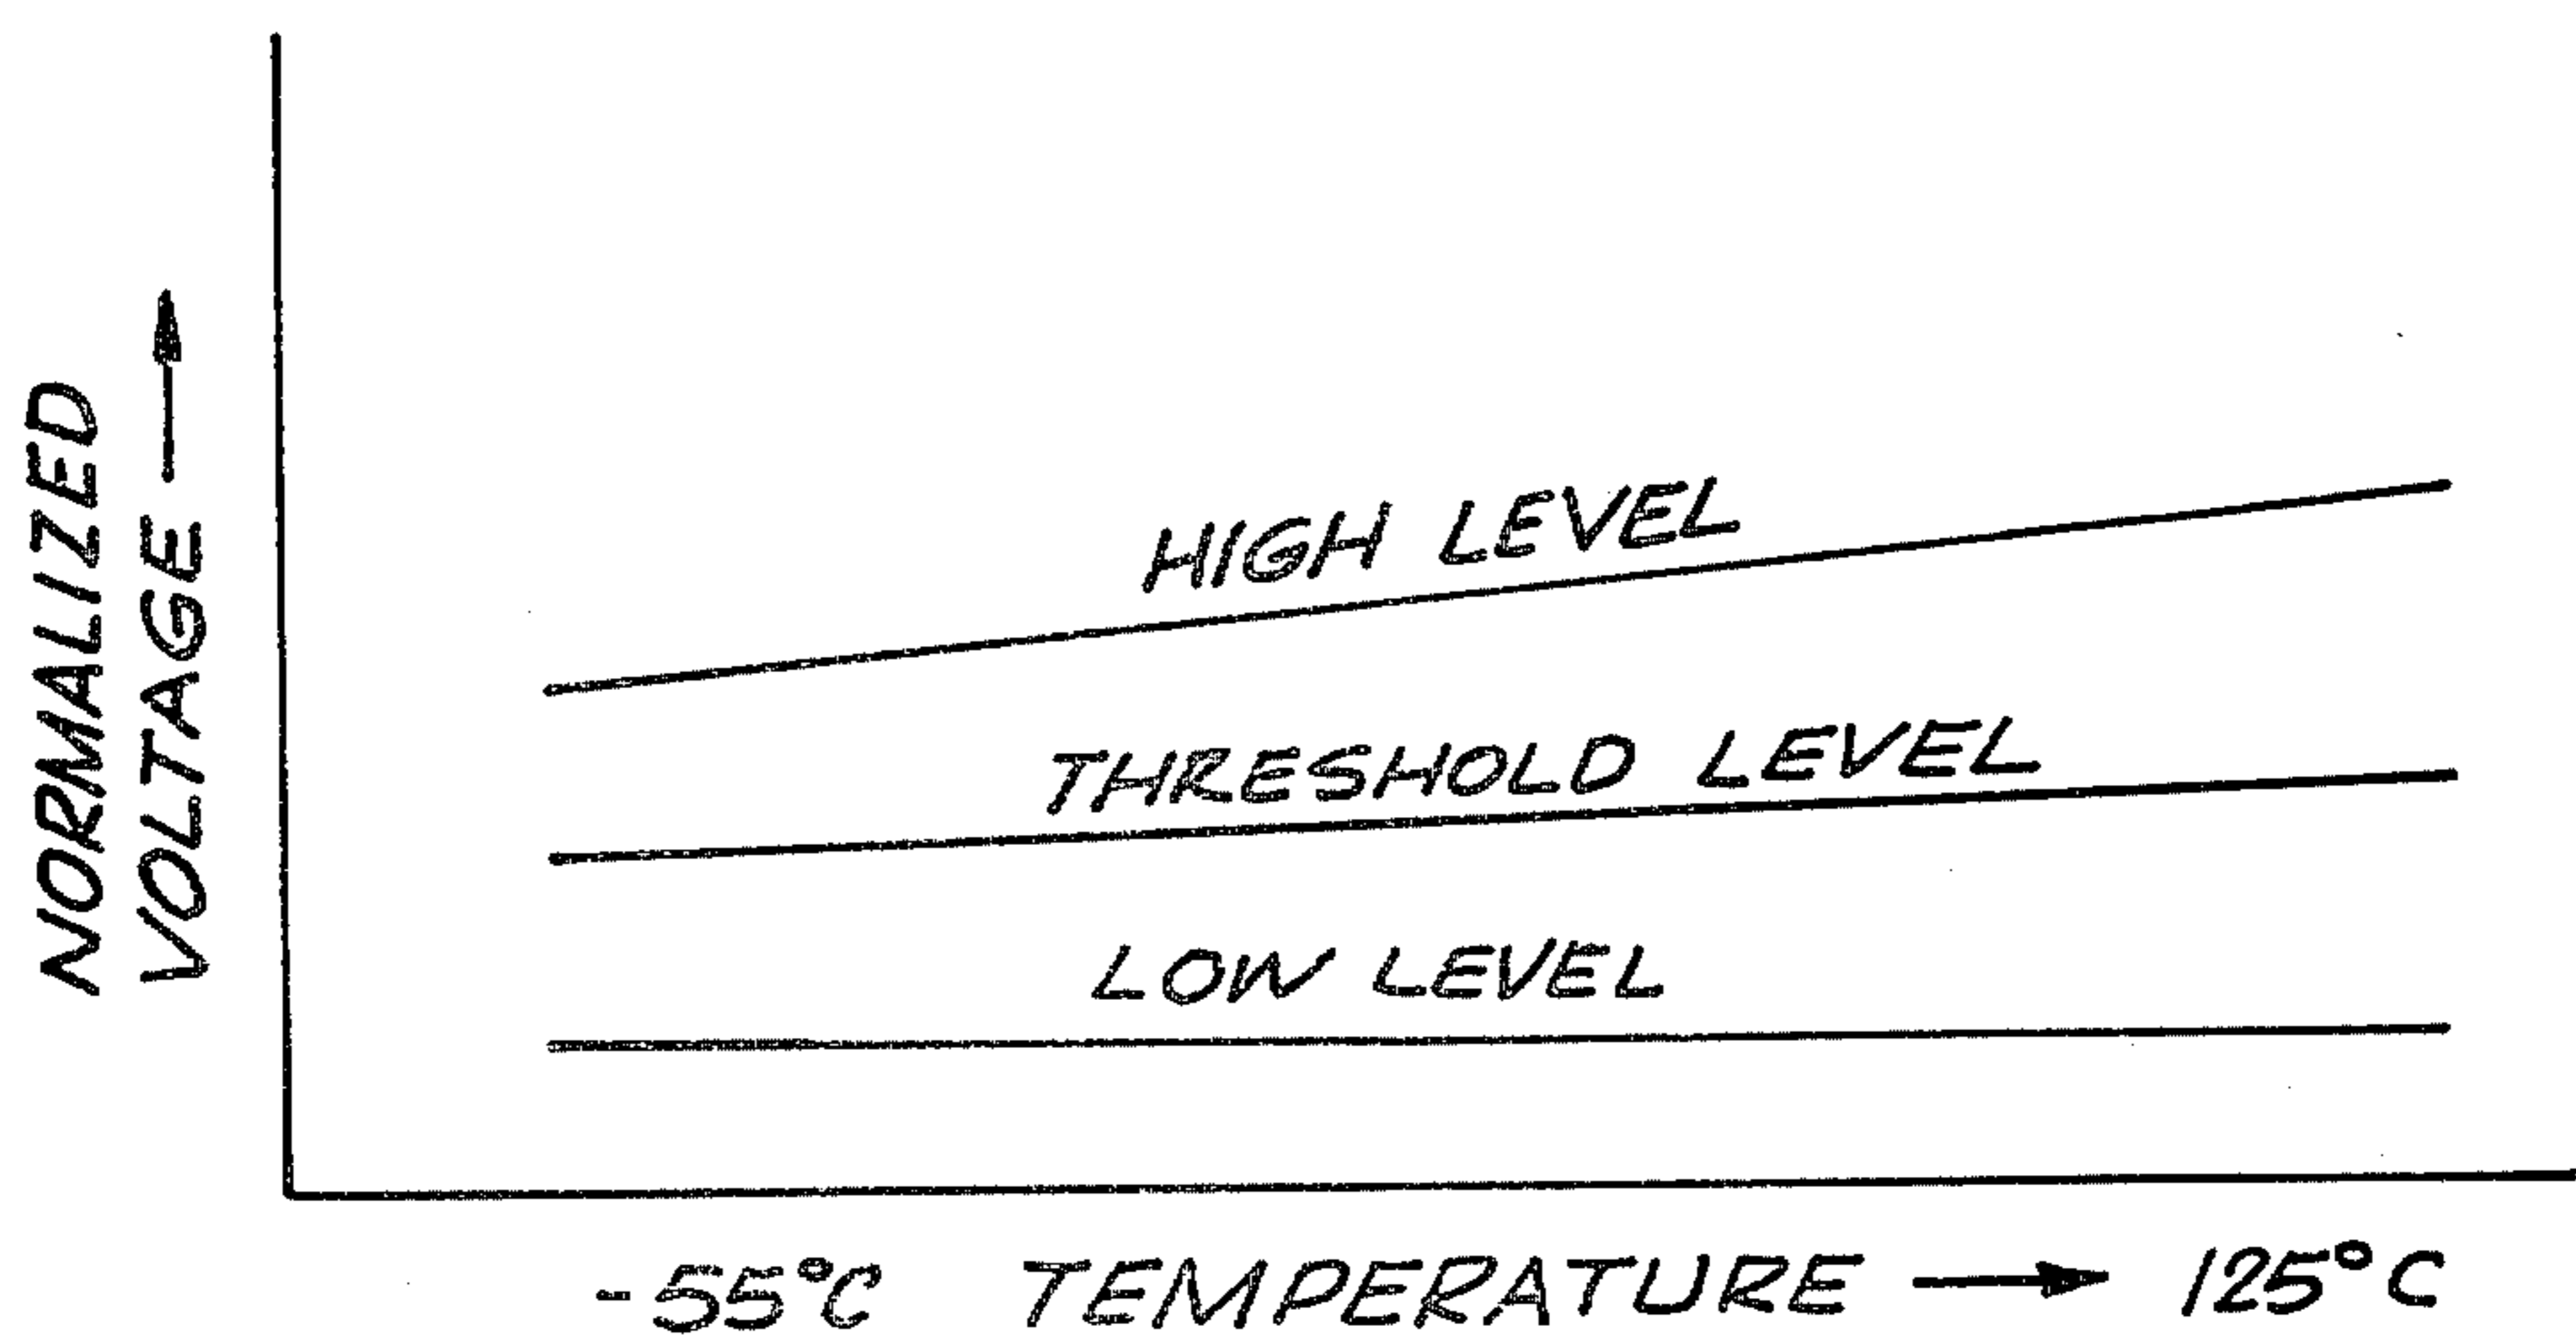 NORMALIZED
VOLTAGE
HIGH LEVEL
THRESHOLD LEVEL
LOW LEVEL
-55°C TEMPERATURE → 125°C